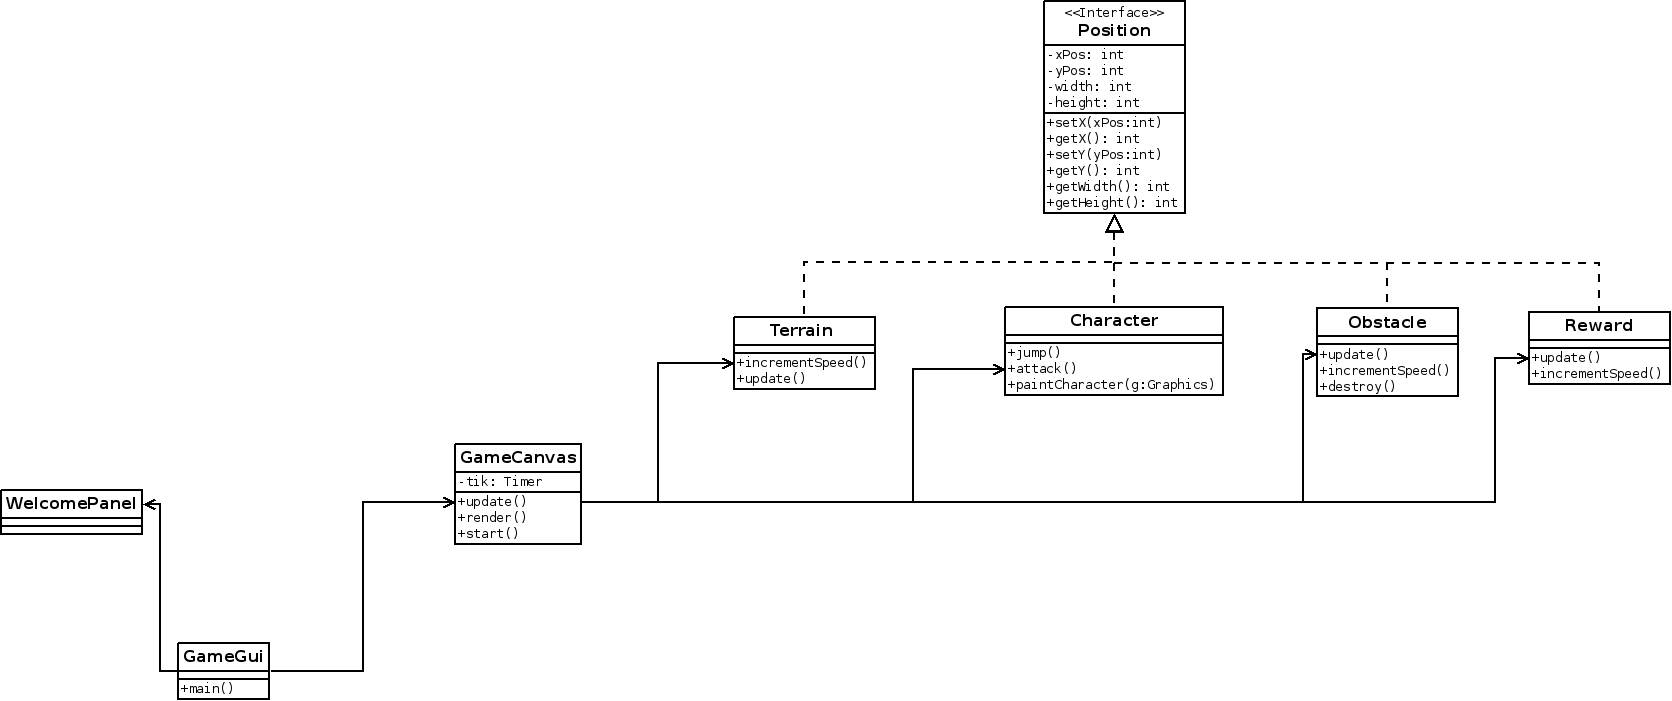 <<Interface>>
Position
-xPos: int
-yPos: int
-width: int
-height: int
+setX(xPos:int)
+getX(): int
+setY(yPos:int)
+getY(): int
+getWidth(): int
+getHeight(): int
Terrain
+incrementSpeed()
+update()
Character
+jump()
+attack()
+paintCharacter(g:Graphics)
Obstacle
+update()
+incrementSpeed()
+destroy()
Reward
+update()
+incrementSpeed()
GameCanvas
-tik: Timer
+update()
+render()
+start()
WelcomePanel
GameGui
+main()